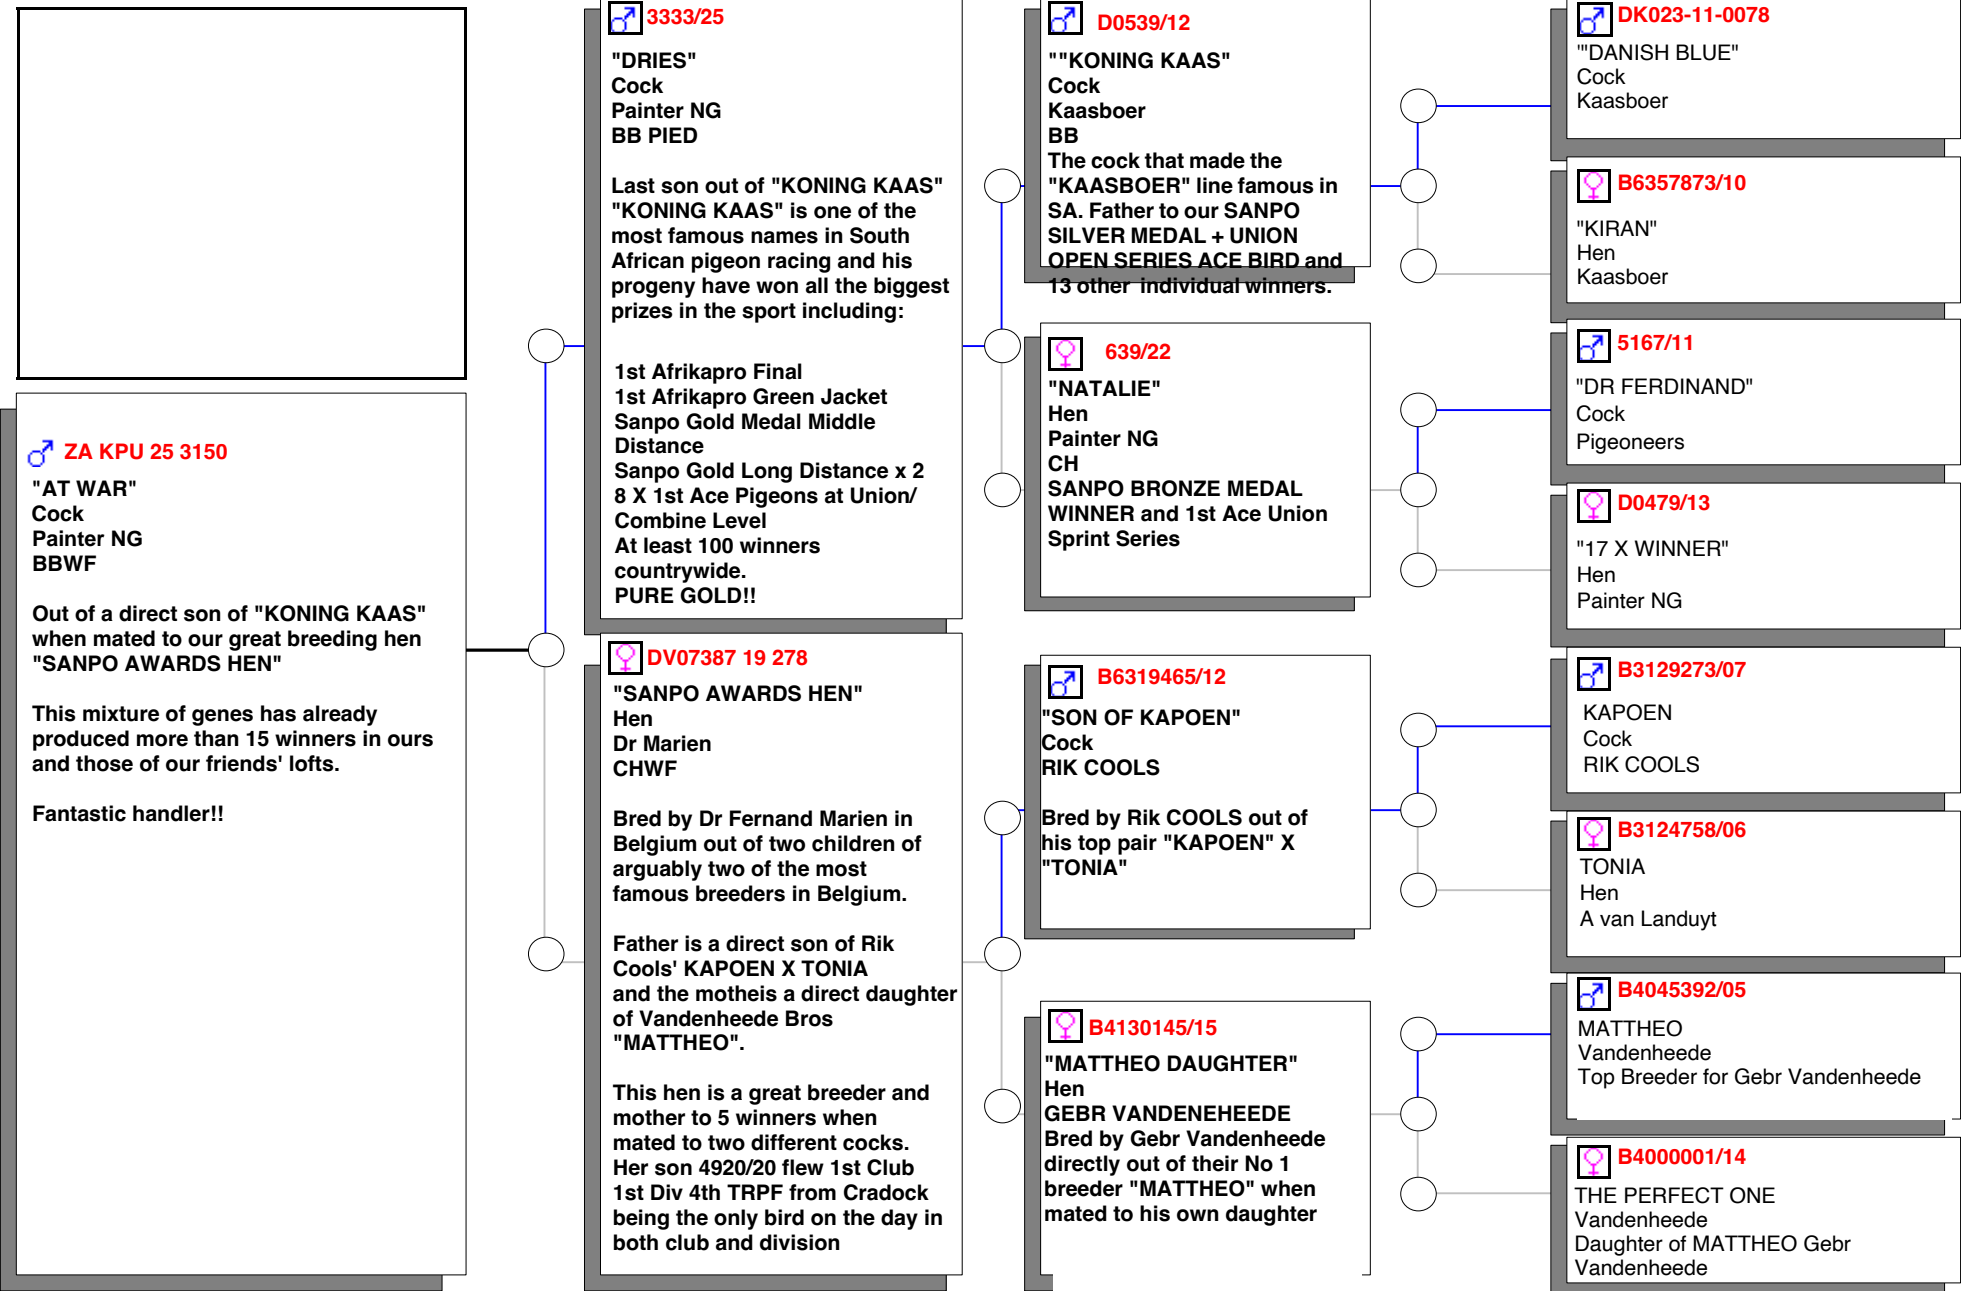 ZA KPU 25 3150
"AT WAR"
Cock
Painter NG
BBWF
Out of a direct son of "KONING KAAS"
when mated to our great breeding hen
"SANPO AWARDS HEN"
This mixture of genes has already
produced more than 15 winners in ours
and those of our friends' lofts.
Fantastic handler!!
3333/25
"DRIES"
Cock
Painter NG
BB PIED
Last son out of "KONING KAAS"
"KONING KAAS" is one of the
most famous names in South
African pigeon racing and his
progeny have won all the biggest
prizes in the sport including:
1st Afrikapro Final
1st Afrikapro Green Jacket
Sanpo Gold Medal Middle
Distance
Sanpo Gold Long Distance x 2
8 X 1st Ace Pigeons at Union/
Combine Level
At least 100 winners
countrywide.
PURE GOLD!!
DV07387 19 278
"SANPO AWARDS HEN"
Hen
Dr Marien
CHWF
Bred by Dr Fernand Marien in
Belgium out of two children of
arguably two of the most
famous breeders in Belgium.
Father is a direct son of Rik
Cools' KAPOEN X TONIA
and the motheis a direct daughter
of Vandenheede Bros
"MATTHEO".
This hen is a great breeder and
mother to 5 winners when
mated to two different cocks.
Her son 4920/20 flew 1st Club
1st Div 4th TRPF from Cradock
being the only bird on the day in
both club and division
D0539/12
""KONING KAAS"
Cock
Kaasboer
BB
The cock that made the
"KAASBOER" line famous in
SA. Father to our SANPO
SILVER MEDAL + UNION
OPEN SERIES ACE BIRD and
13 other individual winners.
639/22
"NATALIE"
Hen
Painter NG
CH
SANPO BRONZE MEDAL
WINNER and 1st Ace Union
Sprint Series
B6319465/12
"SON OF KAPOEN"
Cock
RIK COOLS
Bred by Rik COOLS out of
his top pair "KAPOEN" X
"TONIA"
B4130145/15
"MATTHEO DAUGHTER"
Hen
GEBR VANDENEHEEDE
Bred by Gebr Vandenheede
directly out of their No 1
breeder "MATTHEO" when
mated to his own daughter
DK023-11-0078
"'DANISH BLUE"
Cock
Kaasboer
B6357873/10
"KIRAN"
Hen
Kaasboer
5167/11
"DR FERDINAND"
Cock
Pigeoneers
D0479/13
"17 X WINNER"
Hen
Painter NG
B3129273/07
KAPOEN
Cock
RIK COOLS
B3124758/06
TONIA
Hen
A van Landuyt
B4045392/05
MATTHEO
Vandenheede
Top Breeder for Gebr Vandenheede
B4000001/14
THE PERFECT ONE
Vandenheede
Daughter of MATTHEO Gebr
Vandenheede